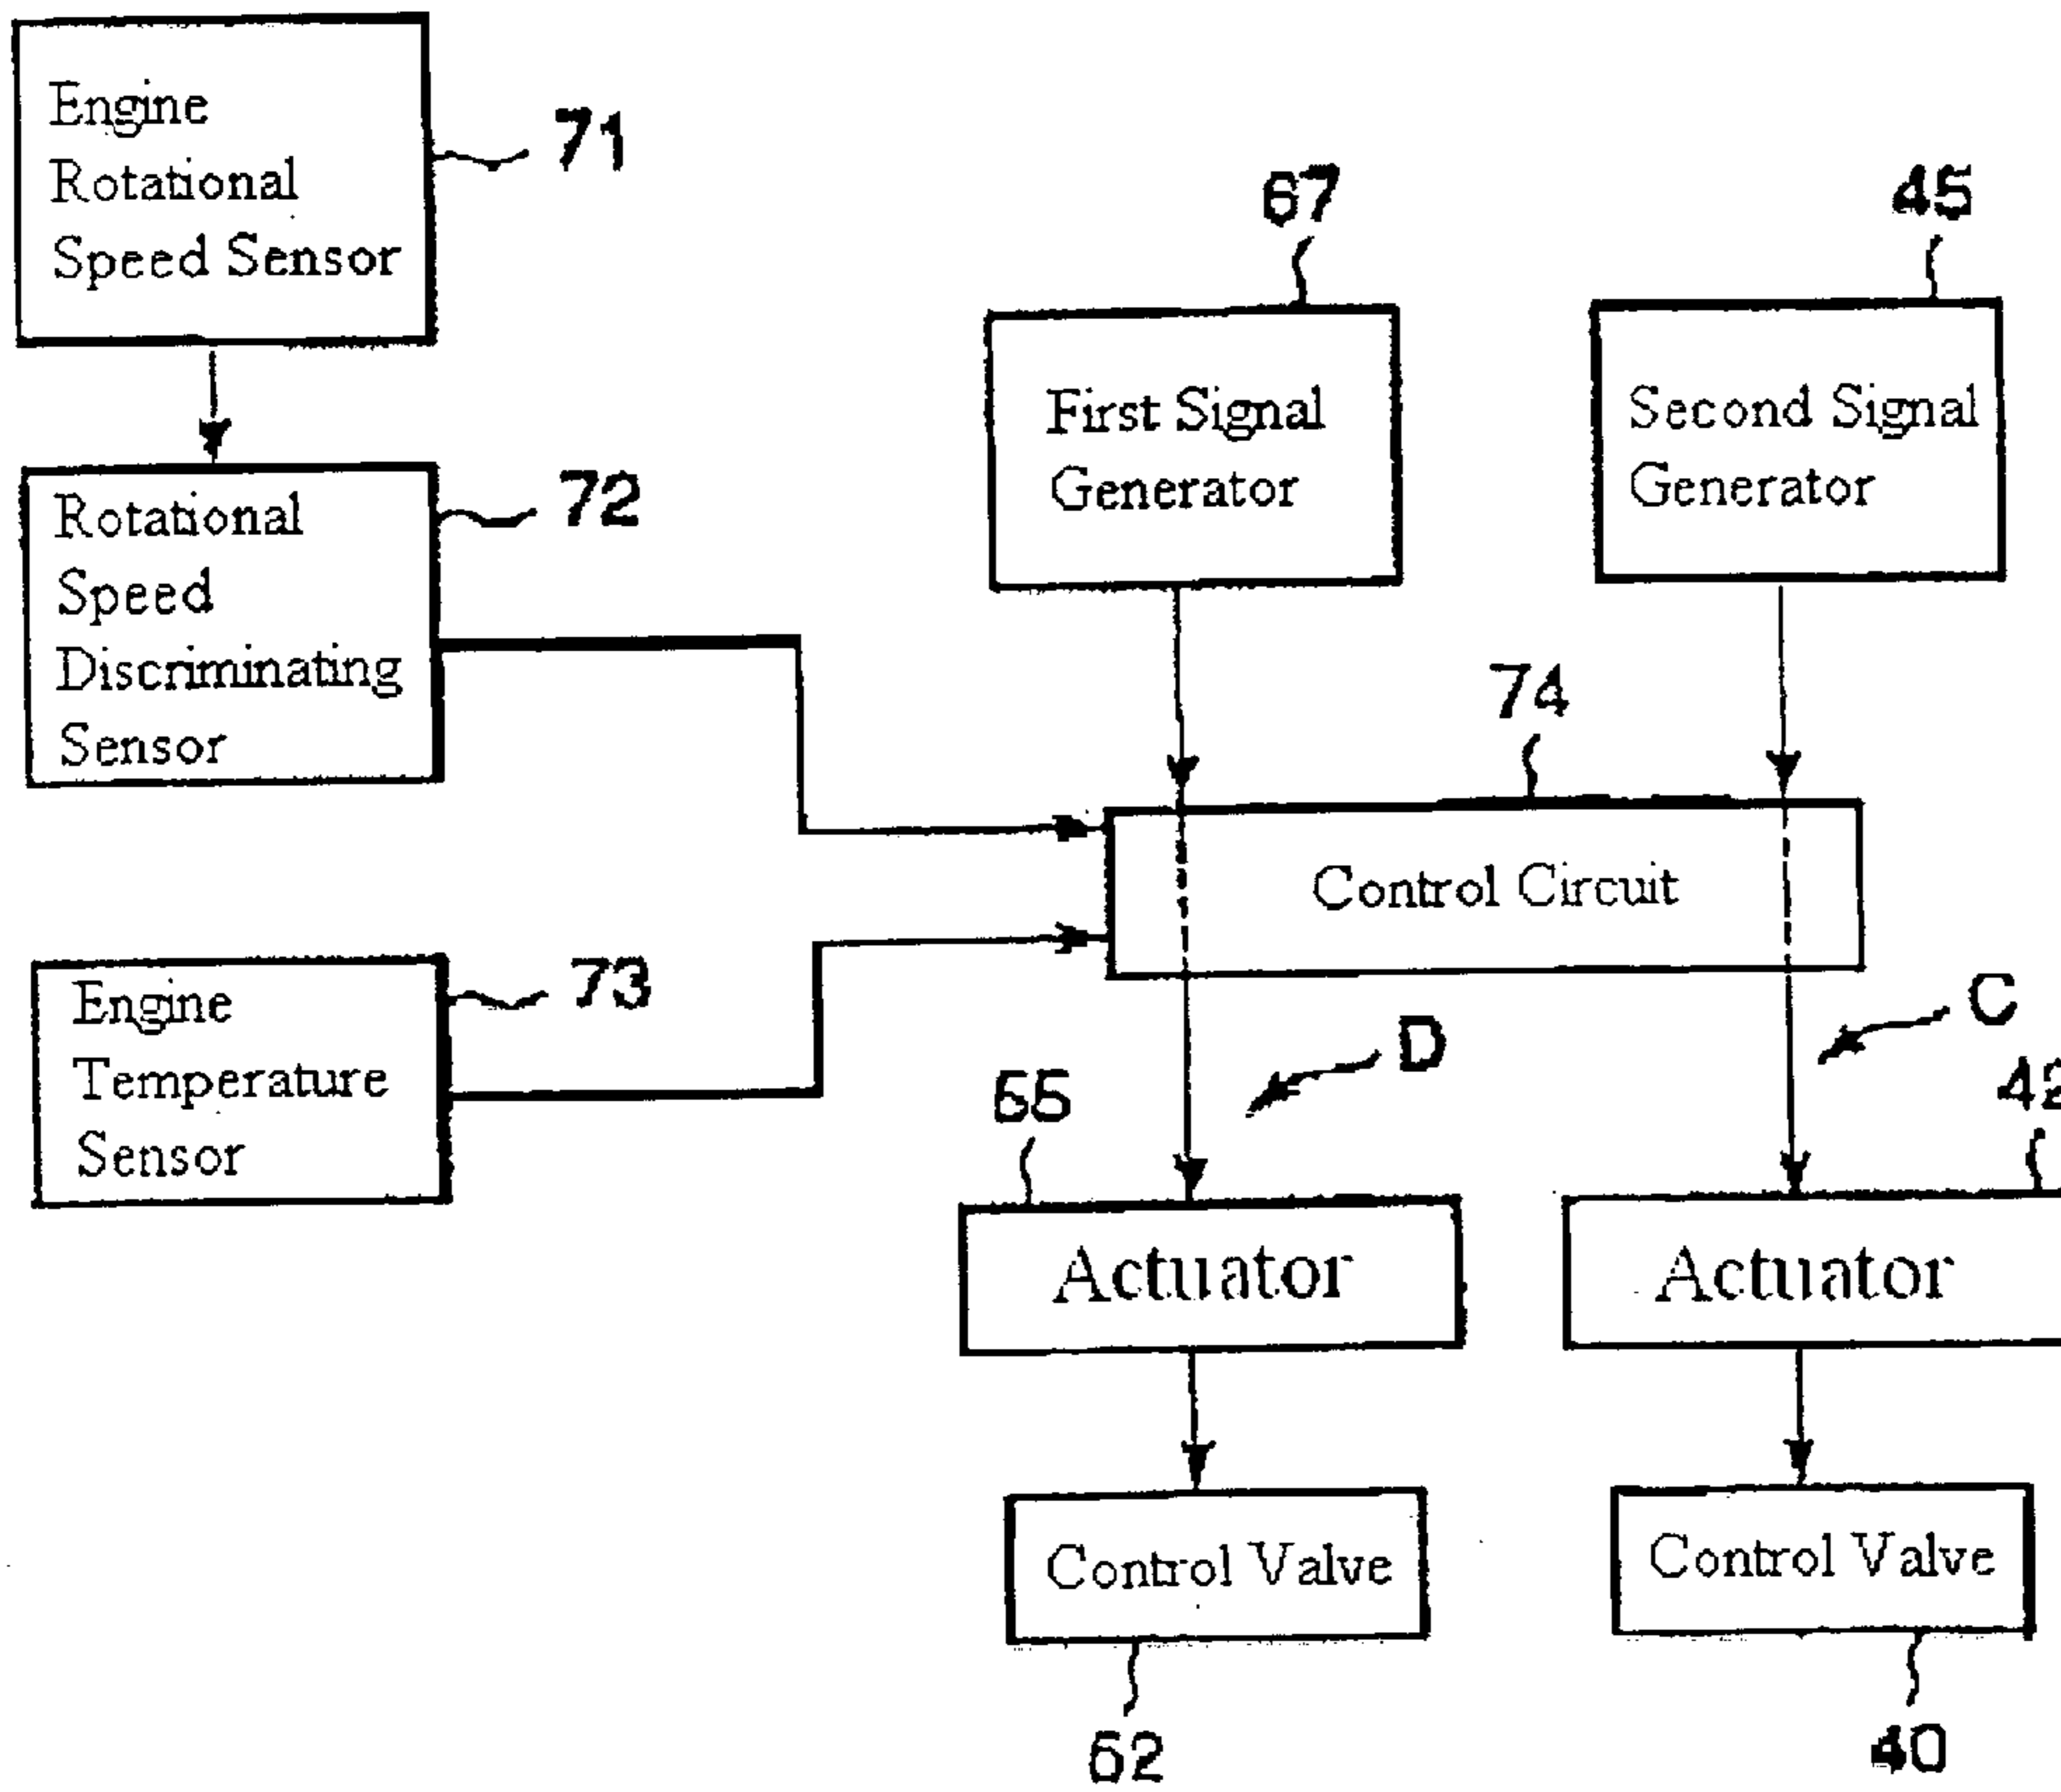 Engine
Rotational
Speed Sensor
71
67
45
First Signal
Generator
Second Signal
Generator
Rotational
Speed
Discriminating
Sensor
72
74
Control Circuit
Engine
Temperature
Sensor
73
D
C
42
Actuator
Actuator
Control Valve
Control Valve
62
40